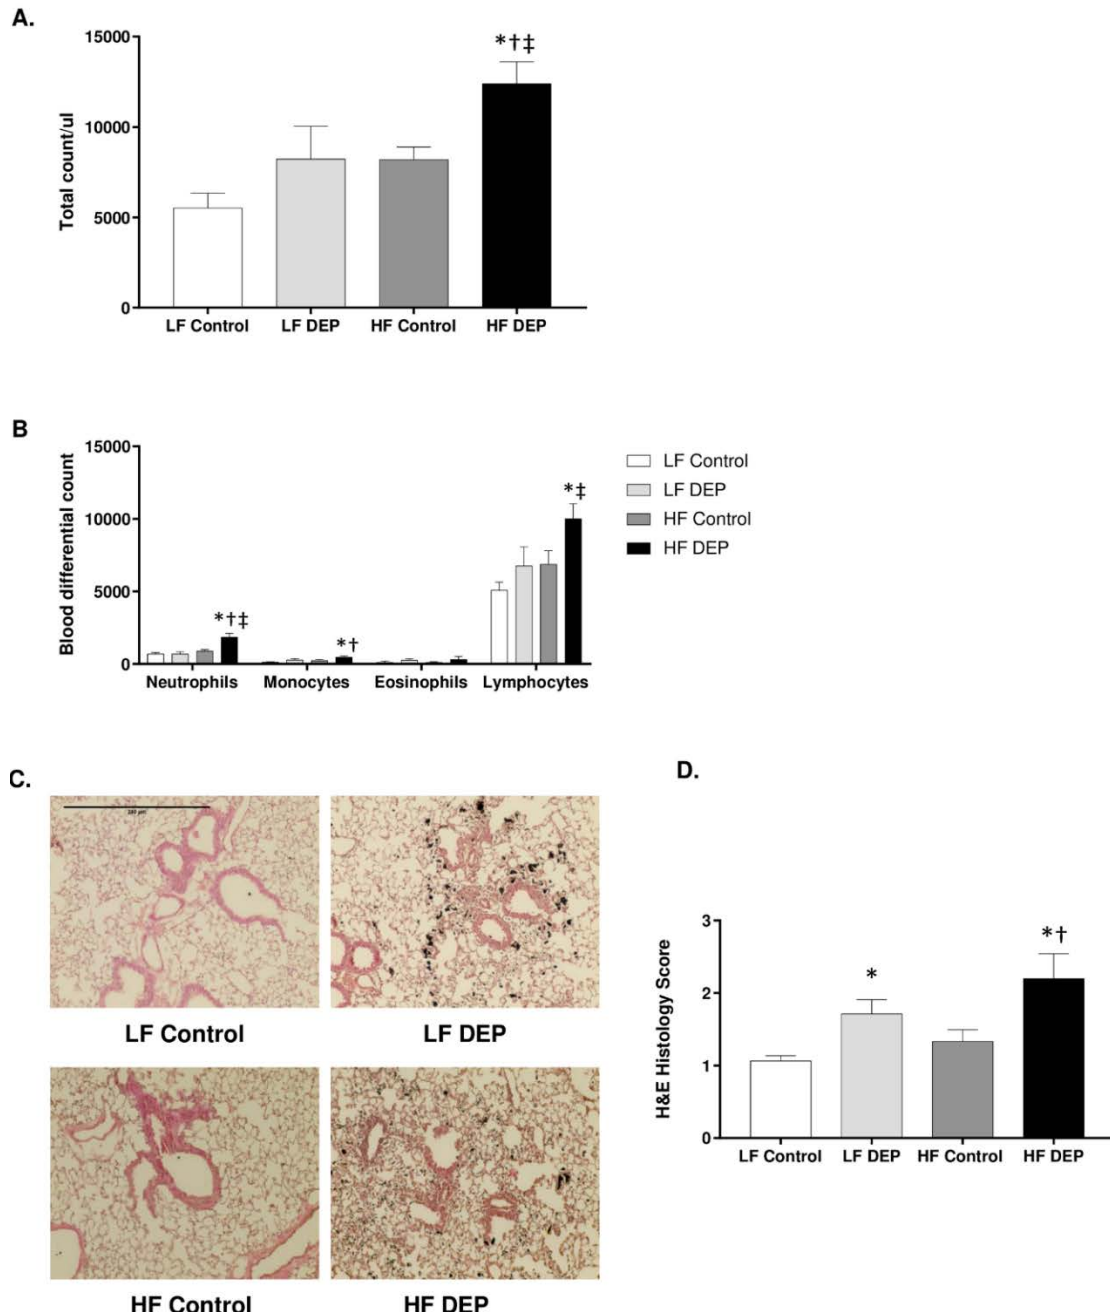 A.
*†‡
15000
10000
5000
0
Total count/ul
LF Control LF DEP HF Control HF DEP
B
15000
10000
5000
0
Blood differential count
*†‡
*†
*‡
Neutrophils Monocytes Eosinophils Lymphocytes
LF Control
LF DEP
HF Control
HF DEP
C.
LF Control LF DEP
HF Control HF DEP
D.
3
2
1
0
H&E Histology Score
*
*†
LF Control LF DEP HF Control HF DEP